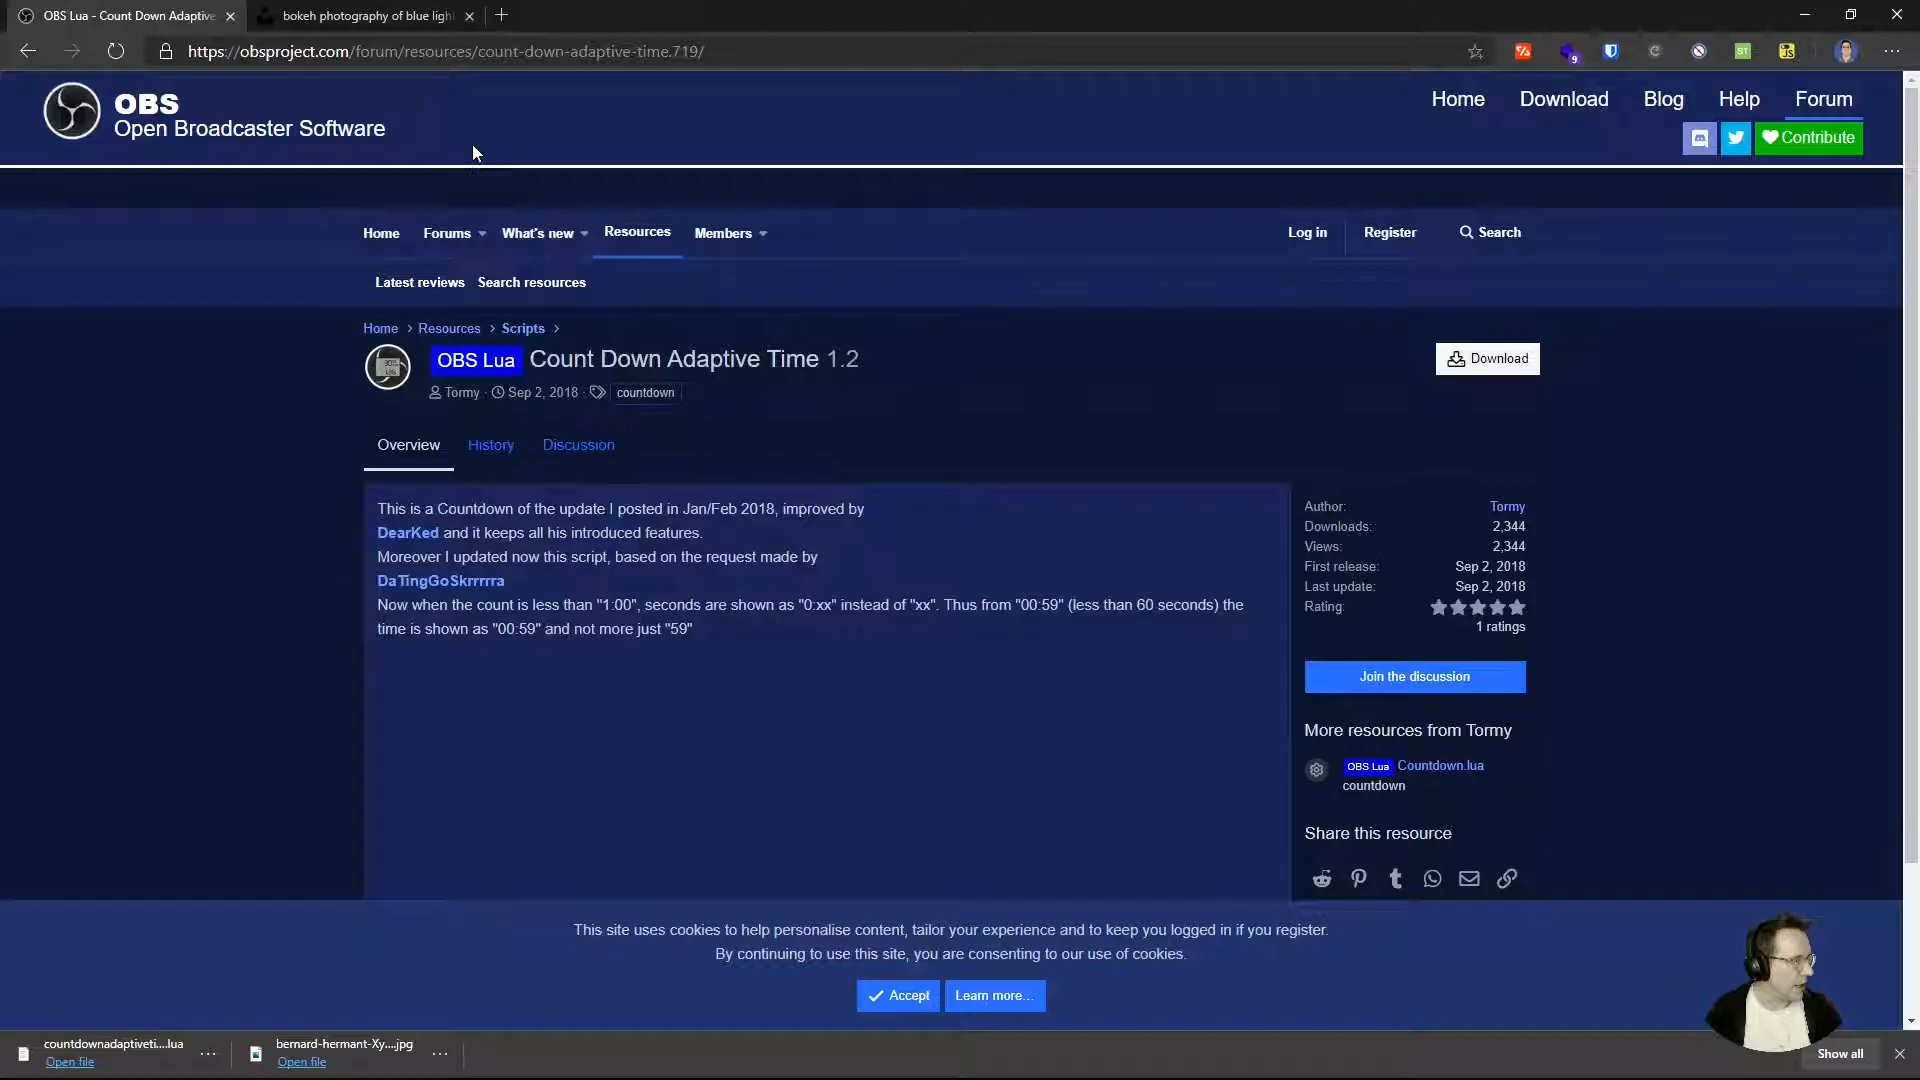 OBS Lua - Count Down Adaptive
bokeh photography of blue ligh
https://obsproject.com/forum/resources/count-down-adaptive-time.719/
9
ST
JS
OBS
Open Broadcaster Software
Home
Download
Blog
Help
Forum
Contribute
Home
Forums
What's new
Resources
Members
Log in
Register
Search
Latest reviews
Search resources
Home > Resources > Scripts >
OBS Lua Count Down Adaptive Time 1.2
Download
Tormy · Sep 2, 2018 · countdown
Overview
History
Discussion
This is a Countdown of the update I posted in Jan/Feb 2018, improved by
DearKed and it keeps all his introduced features.
Moreover I updated now this script, based on the request made by
DaTingGoSkrrrrra
Now when the count is less than "1:00", seconds are shown as "0:xx" instead of "xx". Thus from "00:59" (less than 60 seconds) the
time is shown as "00:59" and not more just "59"
Author: Tormy
Downloads: 2,344
Views: 2,344
First release: Sep 2, 2018
Last update: Sep 2, 2018
Rating:
1 ratings
Join the discussion
More resources from Tormy
OBS Lua Countdown.lua
countdown
Share this resource
This site uses cookies to help personalise content, tailor your experience and to keep you logged in if you register.
By continuing to use this site, you are consenting to our use of cookies.
Accept
Learn more…
countdownadaptiveti....lua
Open file
bernard-hermant-Xy....jpg
Open file
Show all